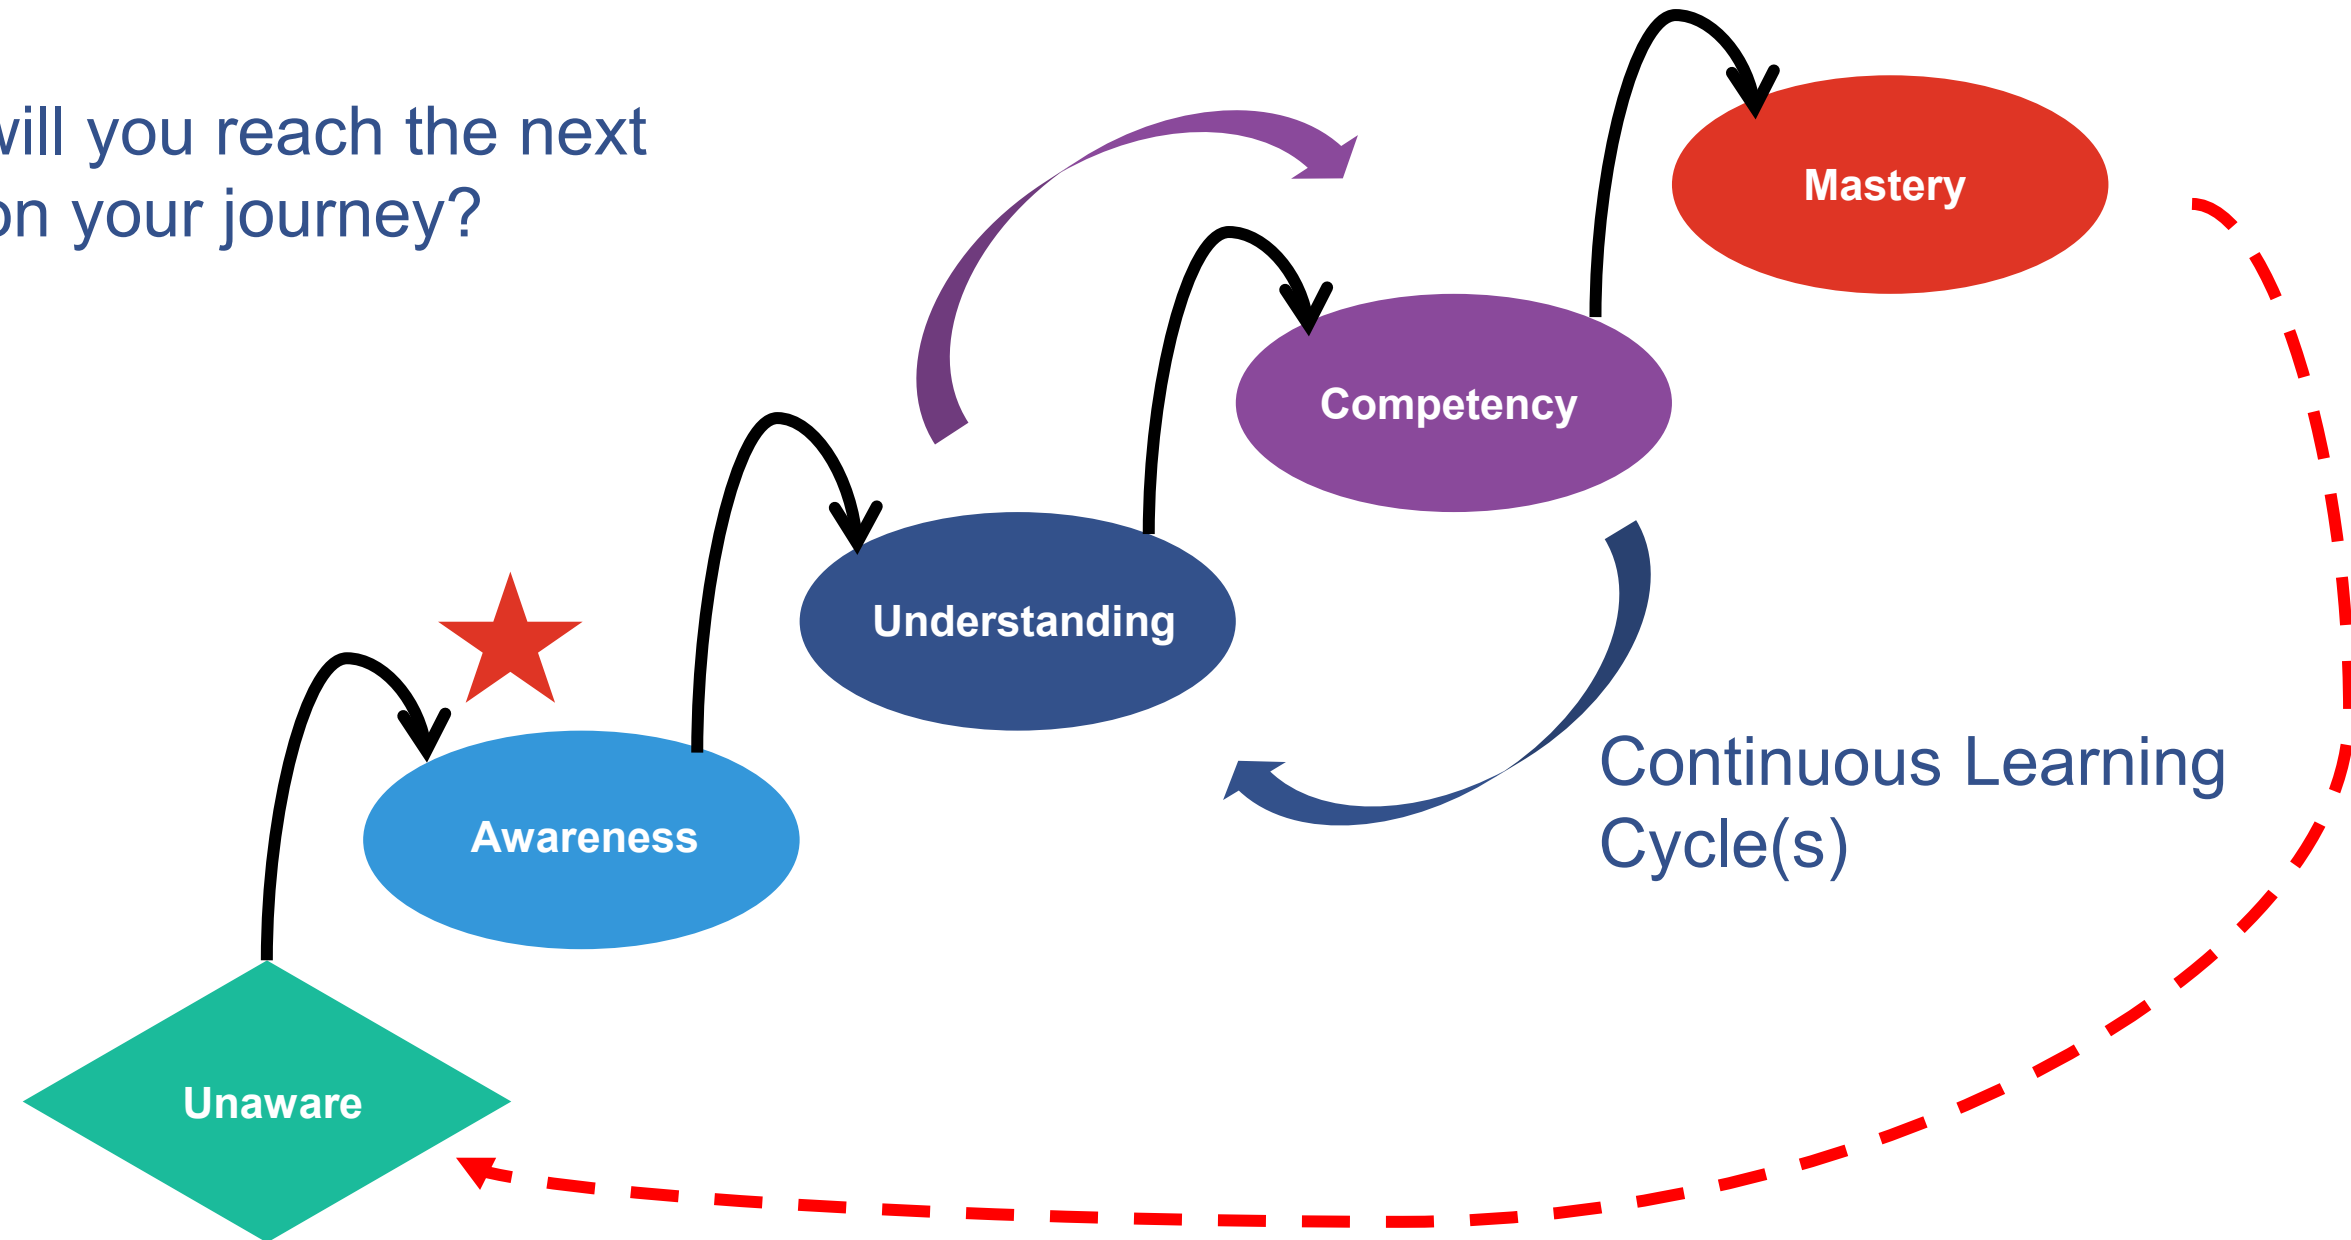 will you reach the next
on your journey?
Mastery
Competency
Understanding
Continuous Learning
Cycle(s)
Awareness
Unaware